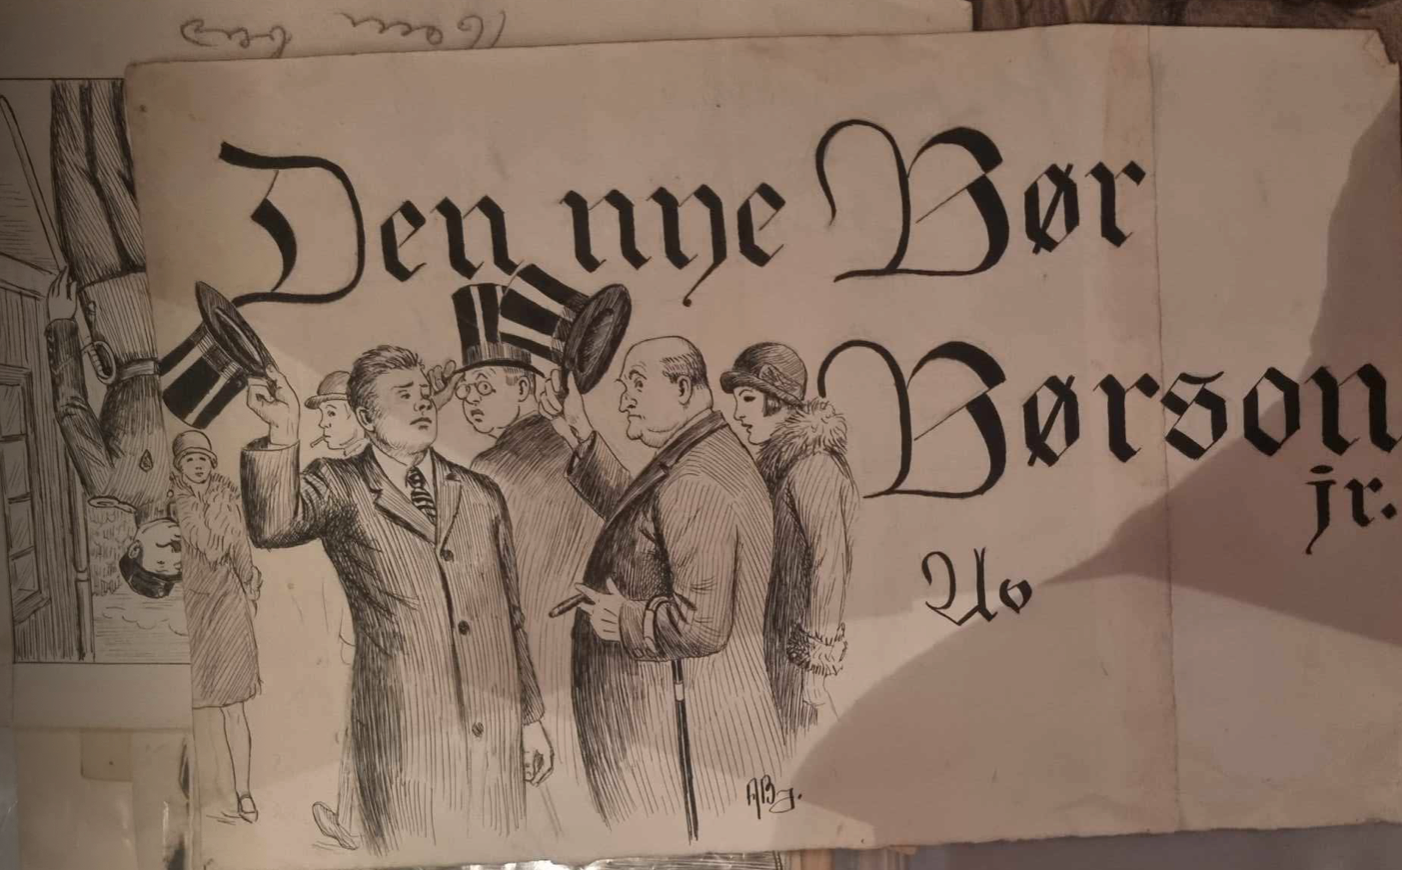 Den nye Bør
Børson
jr.
Av
ABJ.